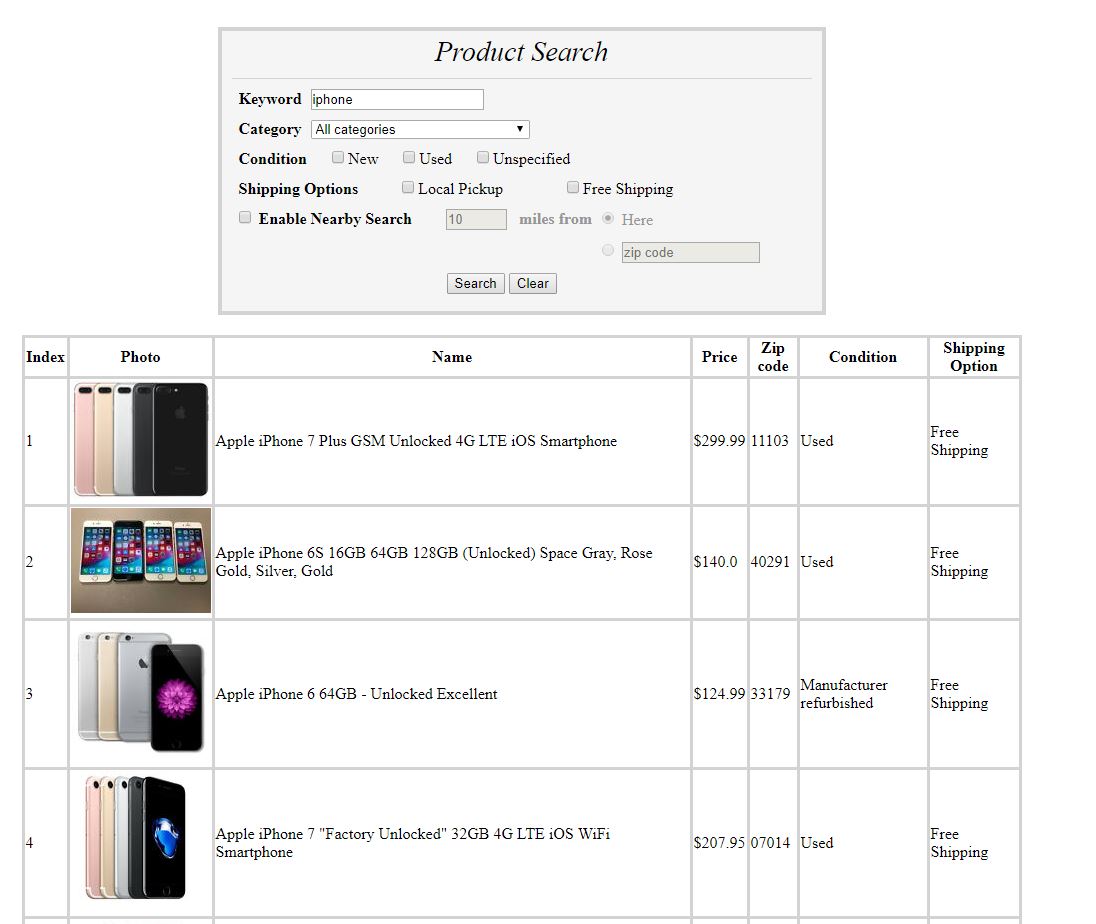 Product Search
Keyword iphone
Category All categories
Condition New Used Unspecified
Shipping Options Local Pickup Free Shipping
Enable Nearby Search 10 miles from Here
zip code
Search Clear
Index Photo Name Price Zip code Condition Shipping Option
1 Apple iPhone 7 Plus GSM Unlocked 4G LTE iOS Smartphone $299.99 11103 Used Free Shipping
2 Apple iPhone 6S 16GB 64GB 128GB (Unlocked) Space Gray, Rose Gold, Silver, Gold $140.0 40291 Used Free Shipping
3 Apple iPhone 6 64GB - Unlocked Excellent $124.99 33179 Manufacturer refurbished Free Shipping
4 Apple iPhone 7 "Factory Unlocked" 32GB 4G LTE iOS WiFi Smartphone $207.95 07014 Used Free Shipping